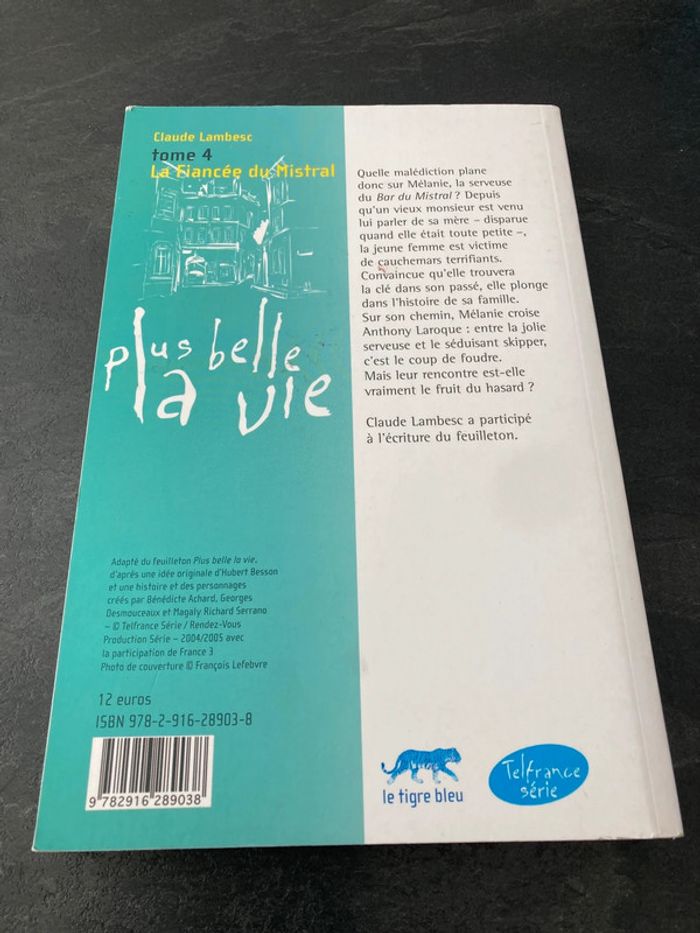 Claude Lambesc
tome 4
La Fiancée du Mistral
plus belle
la vie
Quelle malédiction plane
donc sur Mélanie, la serveuse
du Bar du Mistral ? Depuis
qu'un vieux monsieur est venu
lui parler de sa mère – disparue
quand elle était toute petite –,
la jeune femme est victime
de cauchemars terrifiants.
Convaincue qu'elle trouvera
la clé dans son passé, elle plonge
dans l'histoire de sa famille.
Sur son chemin, Mélanie croise
Anthony Laroque : entre la jolie
serveuse et le séduisant skipper,
c'est le coup de foudre.
Mais leur rencontre est-elle
vraiment le fruit du hasard ?
Claude Lambesc a participé
à l'écriture du feuilleton.
Adapté du feuilleton Plus belle la vie,
d'après une idée originale d'Hubert Besson
et une histoire et des personnages
créés par Bénédicte Achard, Georges
Desmouceaux et Magaly Richard Serrano
– © Telfrance Série / Rendez-Vous
Production Série – 2004/2005 avec
la participation de France 3
Photo de couverture © François Lefebvre
12 euros
ISBN 978-2-916-28903-8
9 782916 289038
le tigre bleu
Telfrance
série